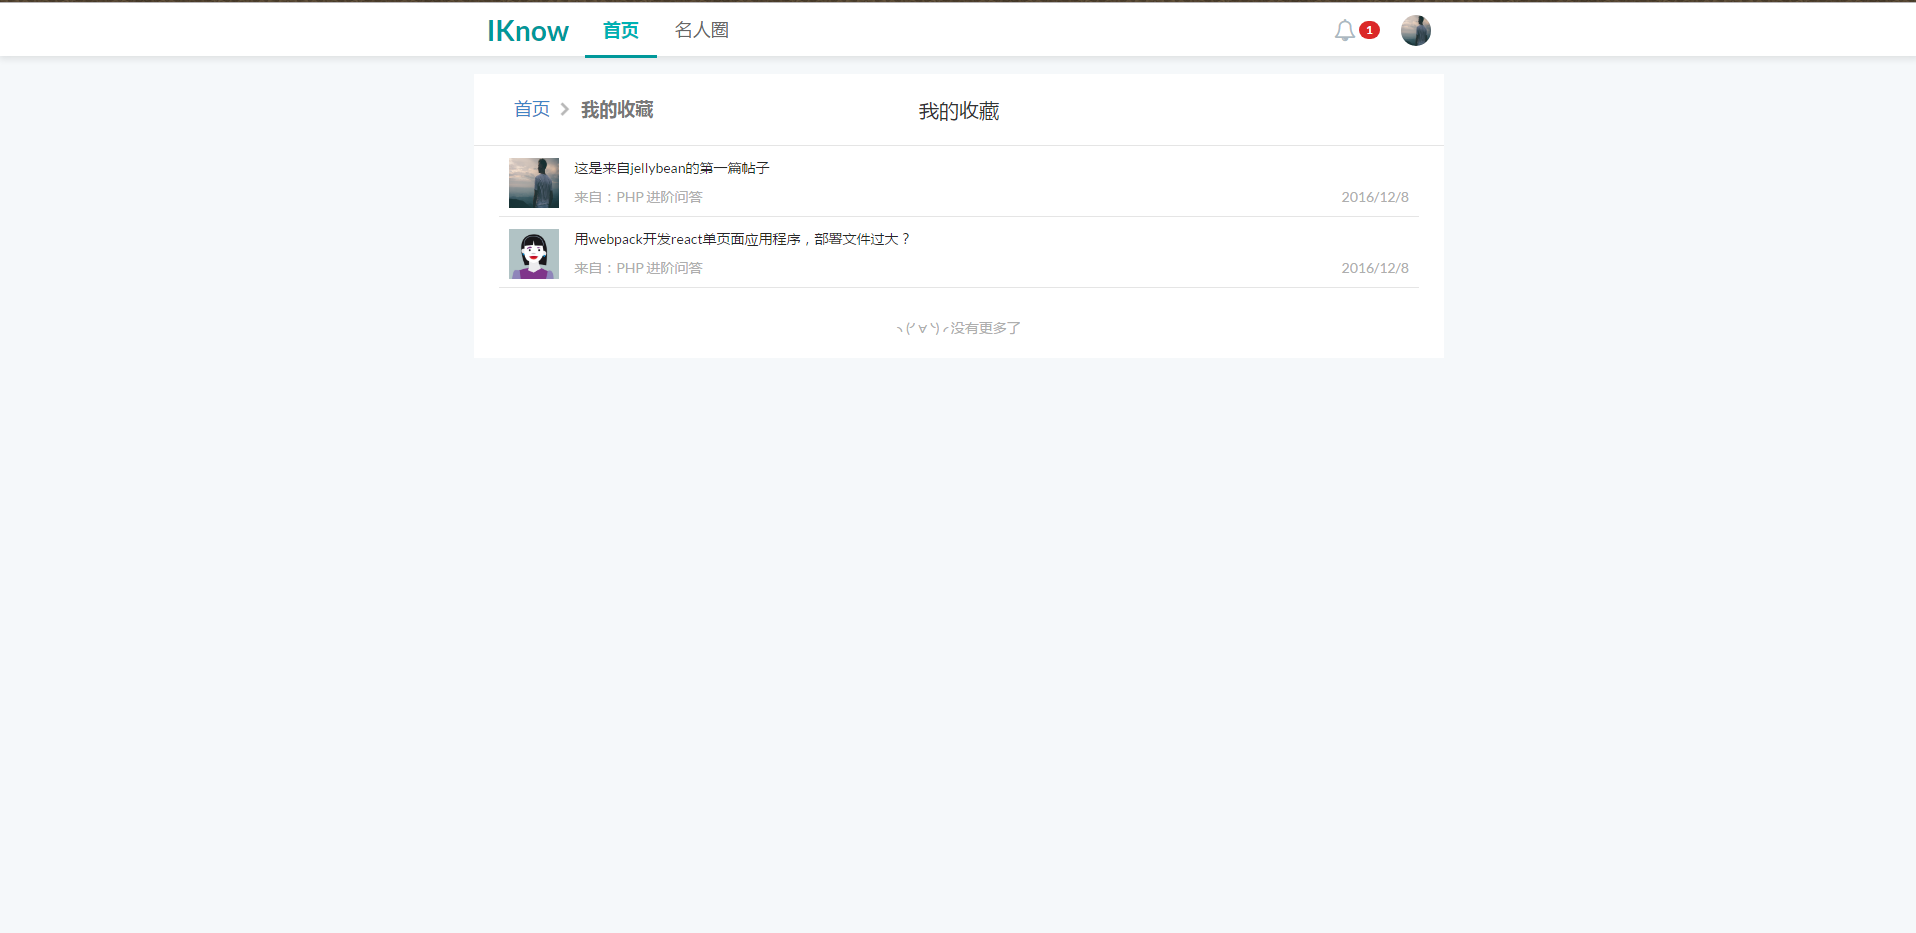 IKnow 首页 名人圈 1
首页 我的收藏 我的收藏
这是来自jellybean的第一篇帖子
来自：PHP 进阶问答 2016/12/8
用webpack开发react单页面应用程序，部署文件过大？
来自：PHP 进阶问答 2016/12/8
ヽ(′∀‵)ノ没有更多了